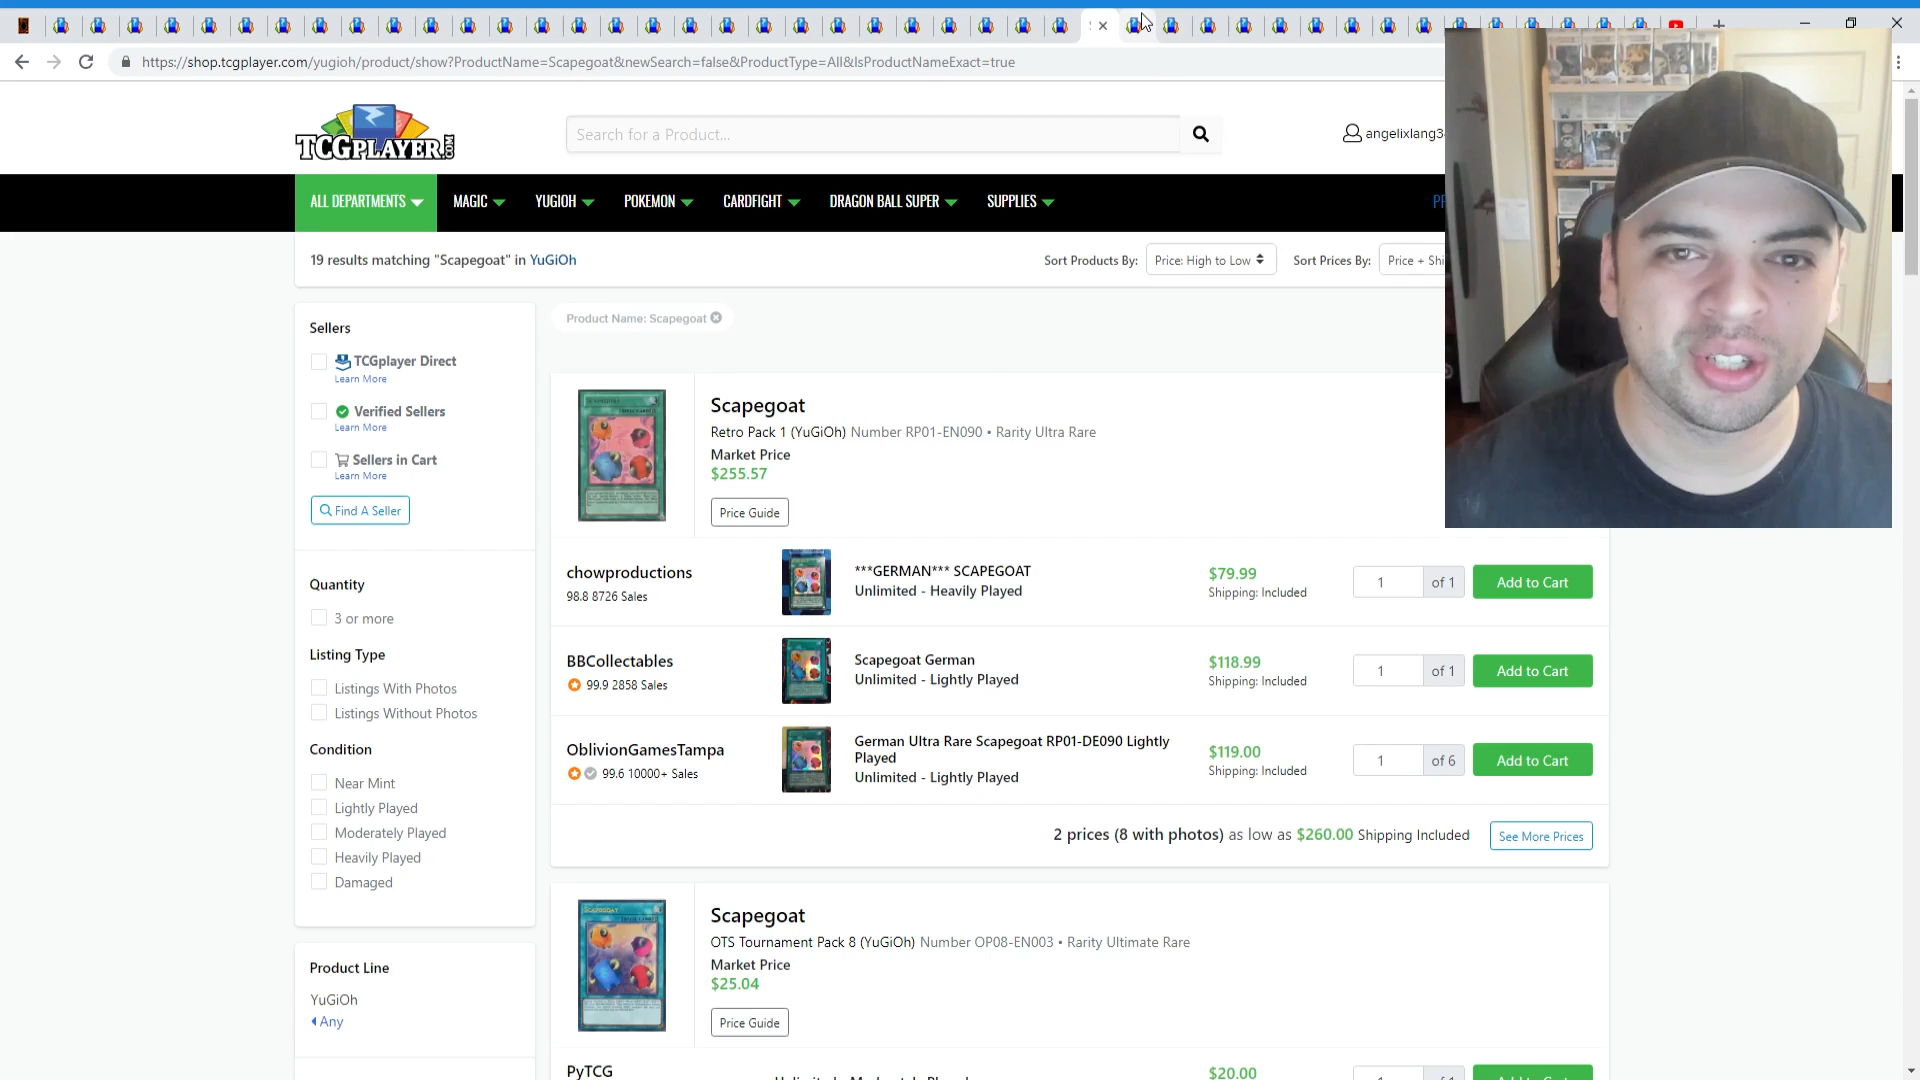 https://shop.tcgplayer.com/yugioh/product/show?ProductName=Scapegoat&newSearch=false&ProductType=All&IsProductNameExact=true
TCGPLAYER.COM
Search for a Product...
angelixlang3
ALL DEPARTMENTS
MAGIC
YUGIOH
POKEMON
CARDFIGHT
DRAGON BALL SUPER
SUPPLIES
19 results matching "Scapegoat" in YuGiOh
Sort Products By:
Price: High to Low
Sort Prices By:
Price + Shi
Product Name: Scapegoat
Sellers
TCGplayer Direct
Learn More
Verified Sellers
Learn More
Sellers in Cart
Learn More
Find A Seller
Quantity
3 or more
Listing Type
Listings With Photos
Listings Without Photos
Condition
Near Mint
Lightly Played
Moderately Played
Heavily Played
Damaged
Product Line
YuGiOh
Any
Scapegoat
Retro Pack 1 (YuGiOh) Number RP01-EN090 • Rarity Ultra Rare
Market Price
$255.57
Price Guide
chowproductions
98.8 8726 Sales
***GERMAN*** SCAPEGOAT
Unlimited - Heavily Played
$79.99
Shipping: Included
1 of 1
Add to Cart
BBCollectables
99.9 2858 Sales
Scapegoat German
Unlimited - Lightly Played
$118.99
Shipping: Included
1 of 1
Add to Cart
OblivionGamesTampa
99.6 10000+ Sales
German Ultra Rare Scapegoat RP01-DE090 Lightly
Played
Unlimited - Lightly Played
$119.00
Shipping: Included
1 of 6
Add to Cart
2 prices (8 with photos) as low as $260.00 Shipping Included
See More Prices
Scapegoat
OTS Tournament Pack 8 (YuGiOh) Number OP08-EN003 • Rarity Ultimate Rare
Market Price
$25.04
Price Guide
PyTCG
$20.00